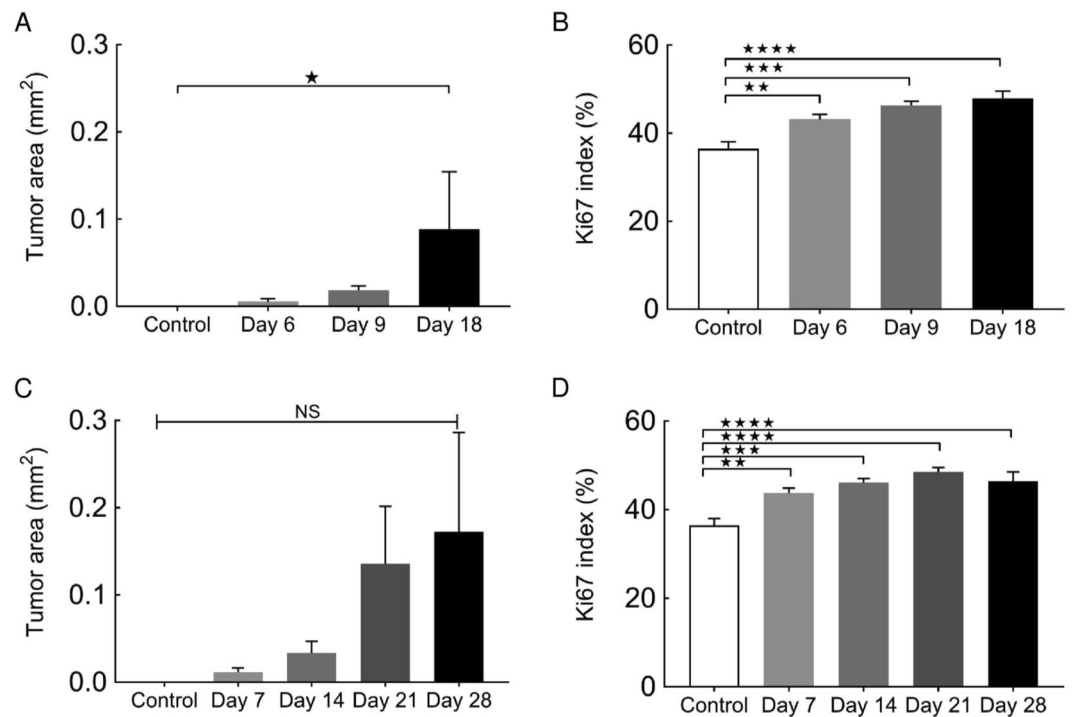 A
Tumor area (mm²)
0.3
0.2
0.1
0.0
★
Control Day 6 Day 9 Day 18
B
Ki67 index (%)
60
40
20
0
★★★★
★★★
★★
Control Day 6 Day 9 Day 18
C
Tumor area (mm²)
0.3
0.2
0.1
0.0
NS
Control Day 7 Day 14 Day 21 Day 28
D
Ki67 index (%)
60
40
20
0
★★★★
★★★★
★★★
★★
Control Day 7 Day 14 Day 21 Day 28